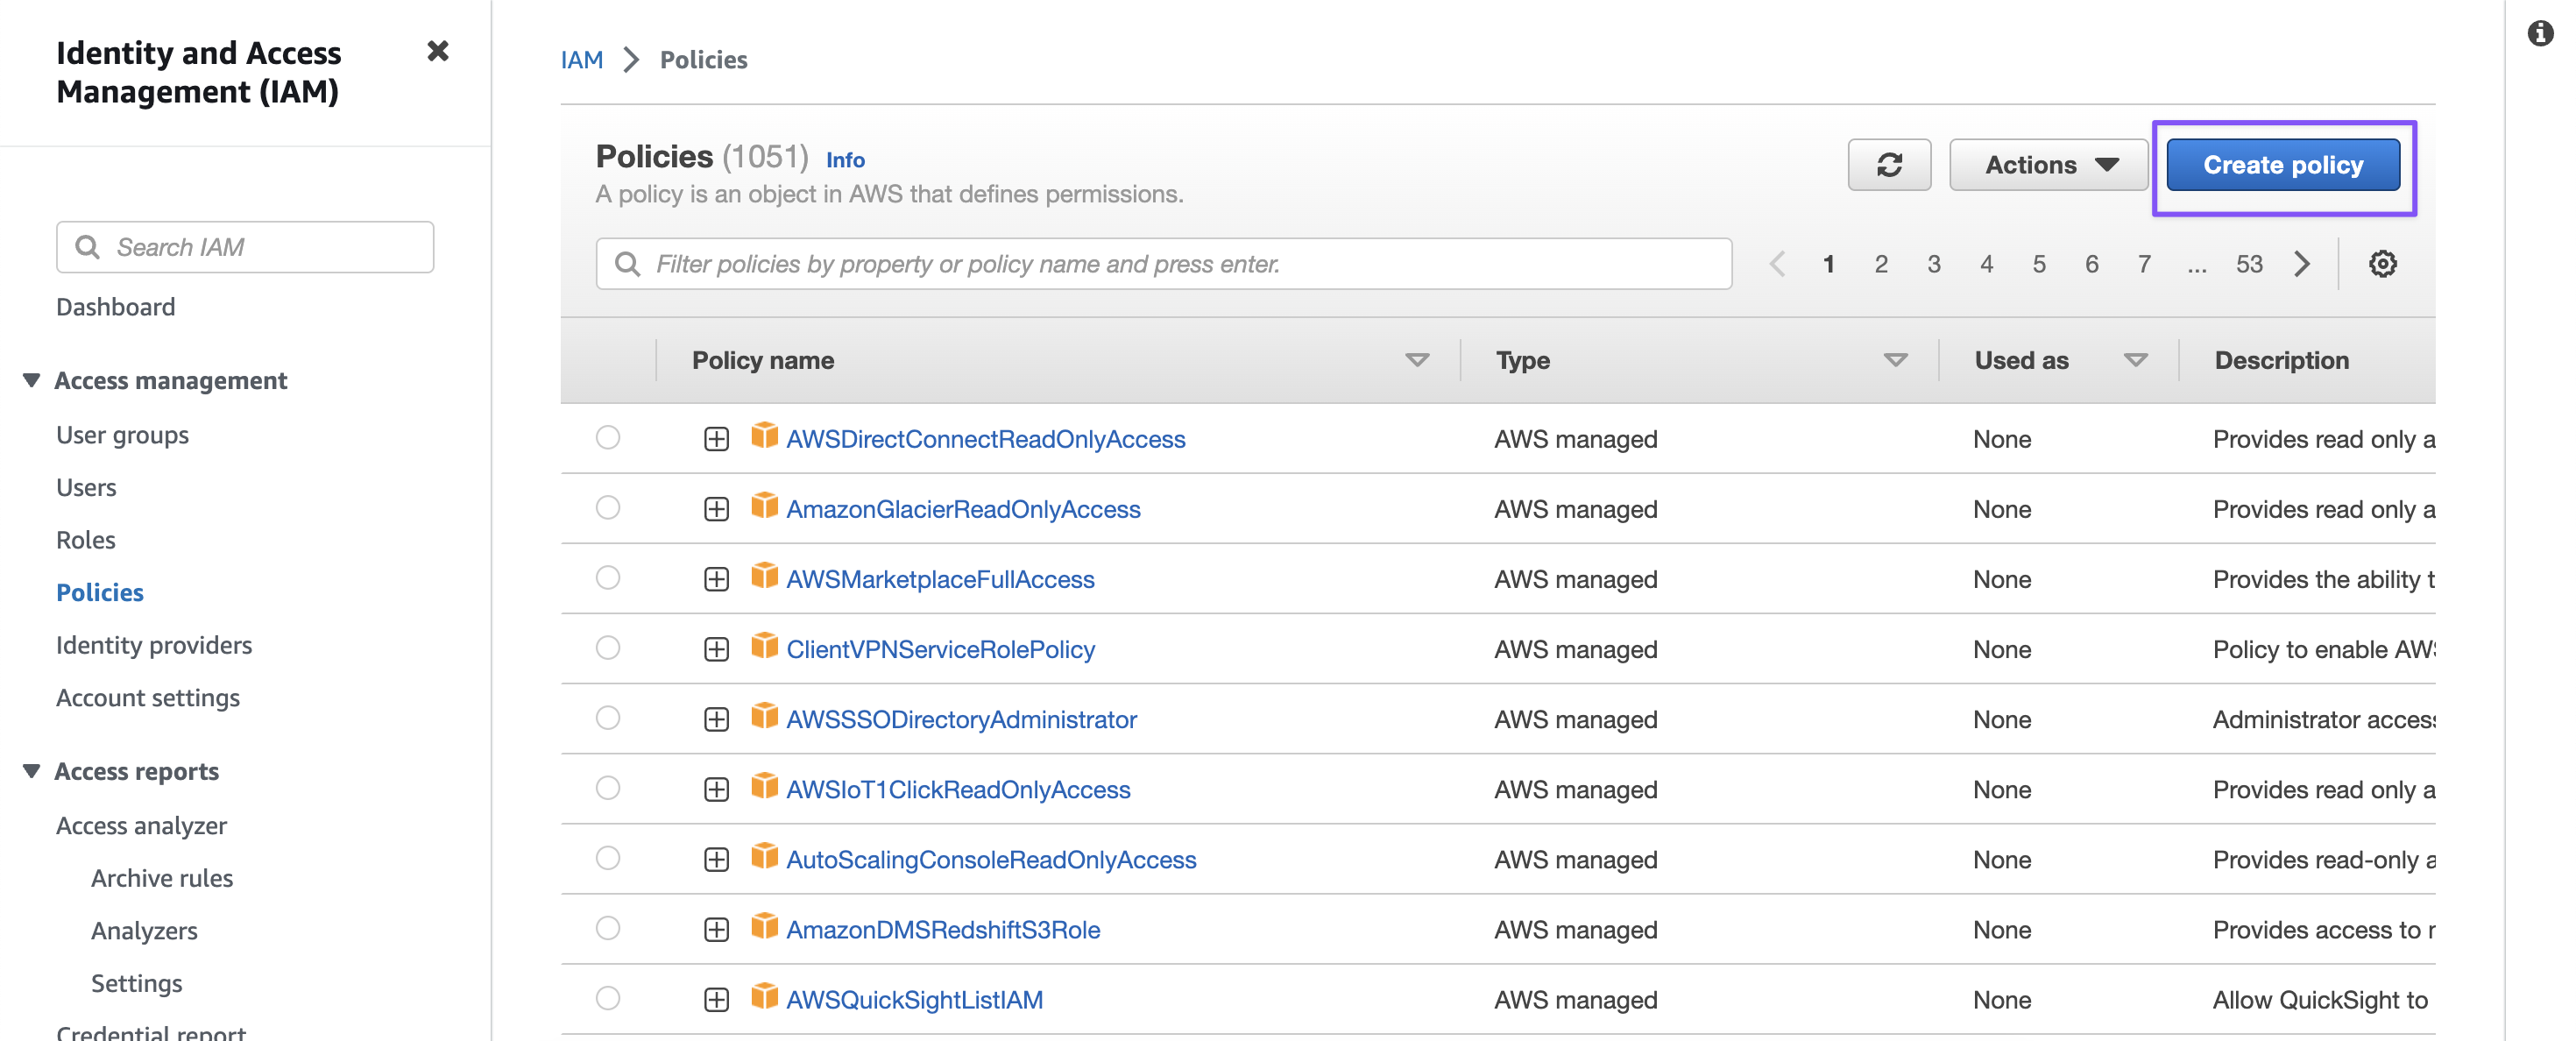 Identity and Access
Management (IAM)
Search IAM
Dashboard
Access management
User groups
Users
Roles
Policies
Identity providers
Account settings
Access reports
Access analyzer
Archive rules
Analyzers
Settings
Credential report
IAM > Policies
Policies (1051) Info
A policy is an object in AWS that defines permissions.
Actions
Create policy
Filter policies by property or policy name and press enter.
1 2 3 4 5 6 7 ... 53
Policy name Type Used as Description
AWSDirectConnectReadOnlyAccess AWS managed None Provides read only a
AmazonGlacierReadOnlyAccess AWS managed None Provides read only a
AWSMarketplaceFullAccess AWS managed None Provides the ability t
ClientVPNServiceRolePolicy AWS managed None Policy to enable AWS
AWSSSODirectoryAdministrator AWS managed None Administrator access
AWSIoT1ClickReadOnlyAccess AWS managed None Provides read only a
AutoScalingConsoleReadOnlyAccess AWS managed None Provides read-only a
AmazonDMSRedshiftS3Role AWS managed None Provides access to r
AWSQuickSightListIAM AWS managed None Allow QuickSight to